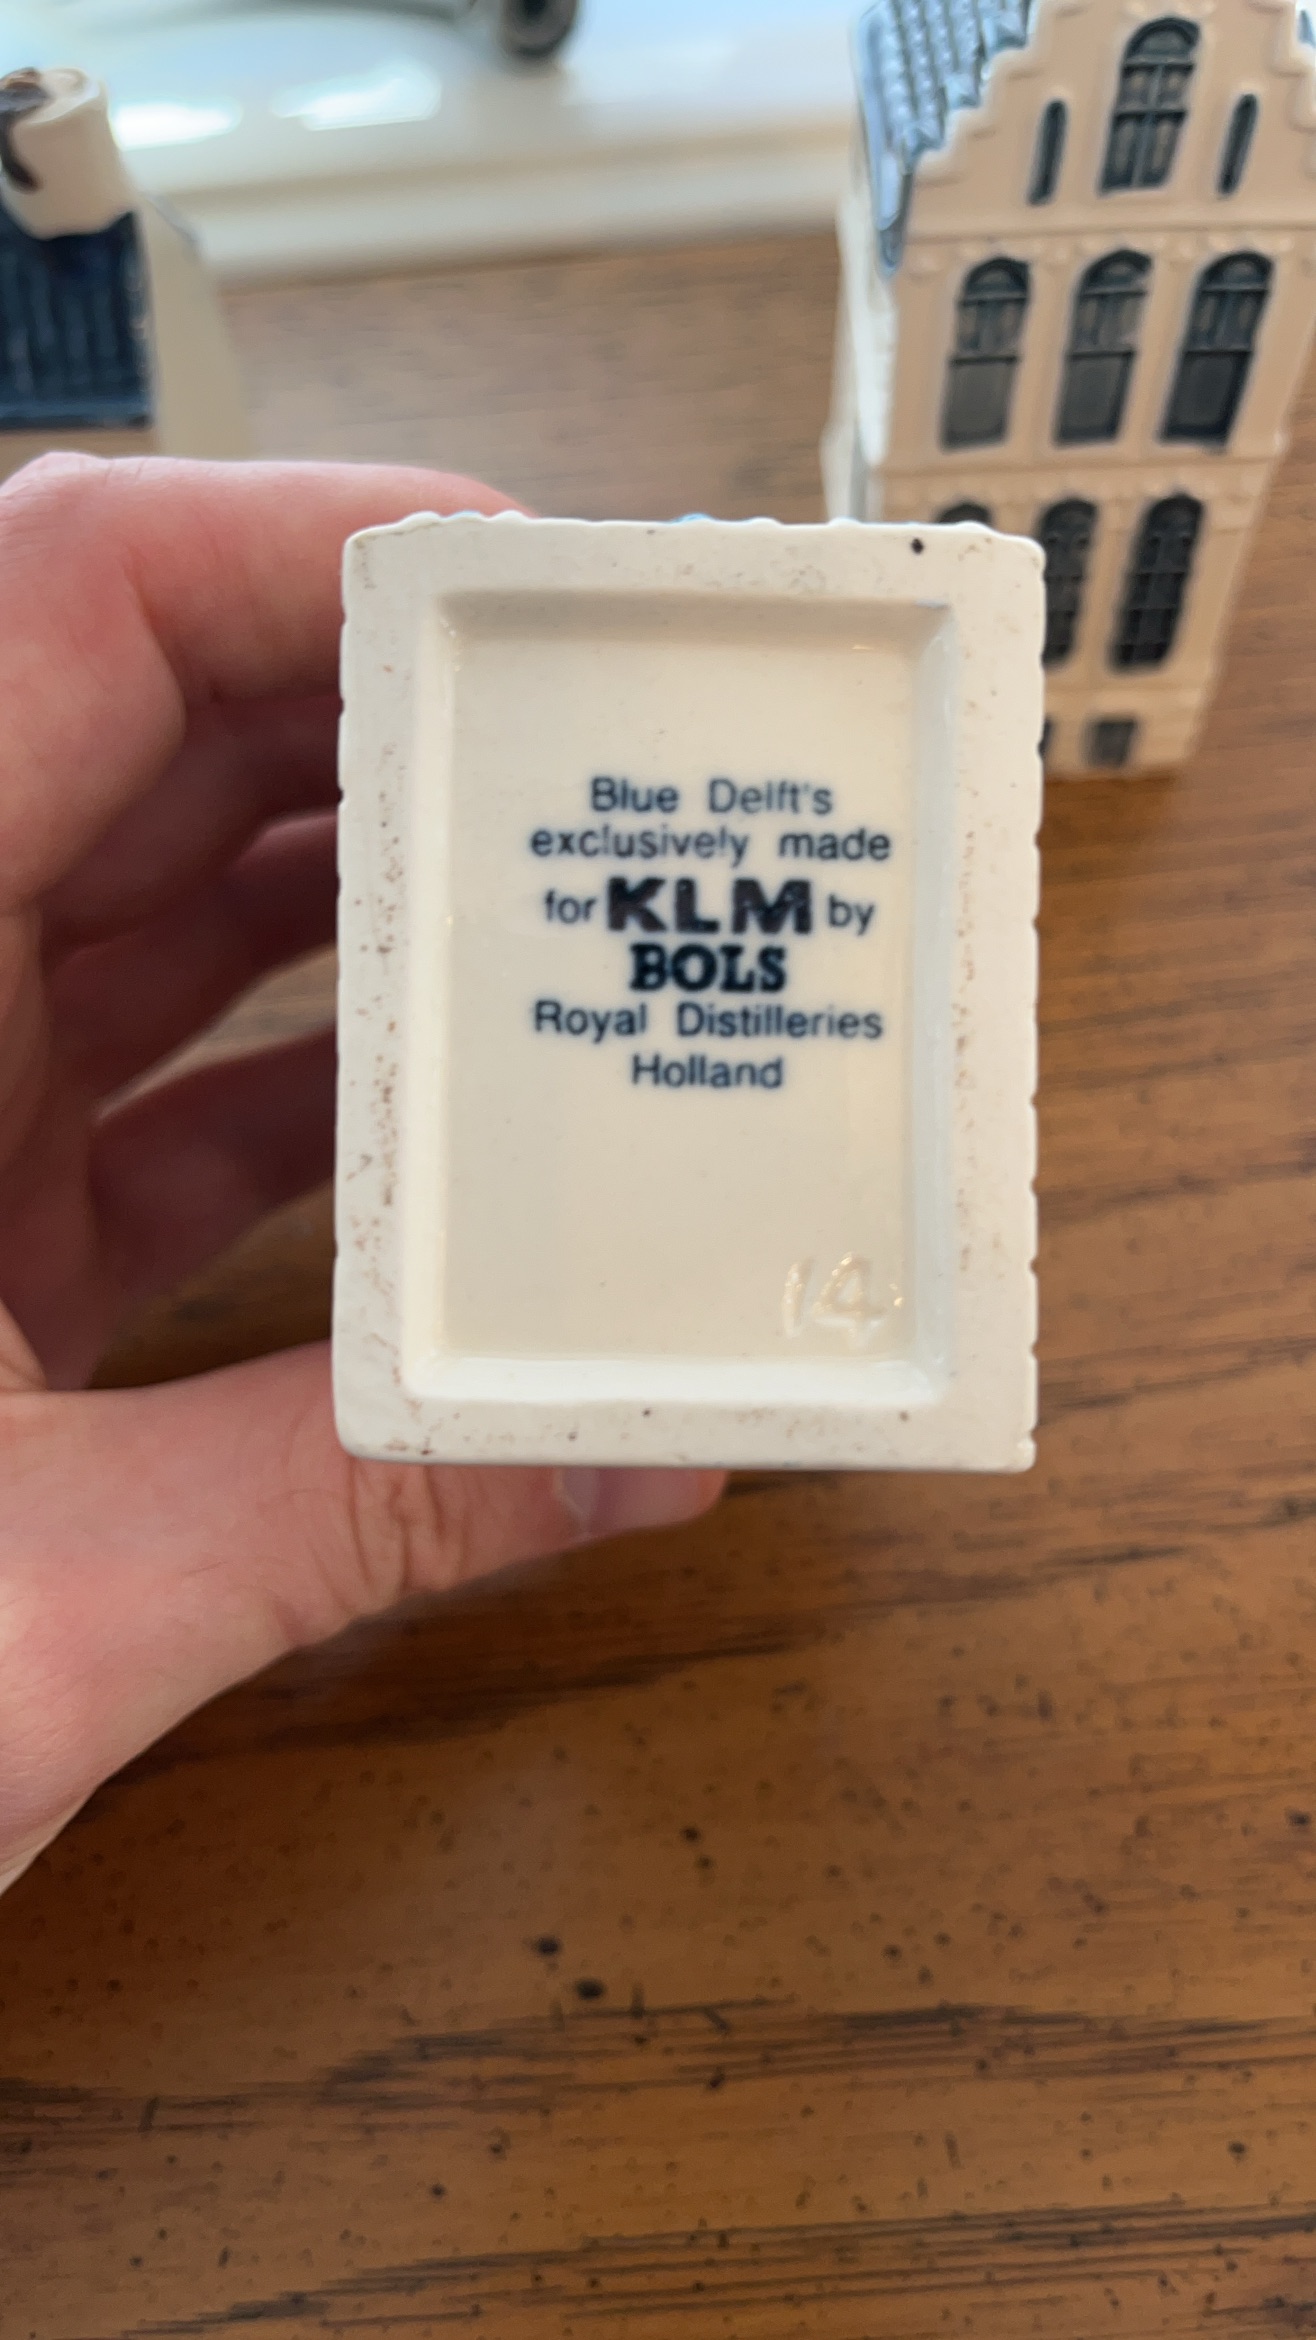 Blue Delft's
exclusively made
for KLM by
BOLS
Royal Distilleries
Holland
14